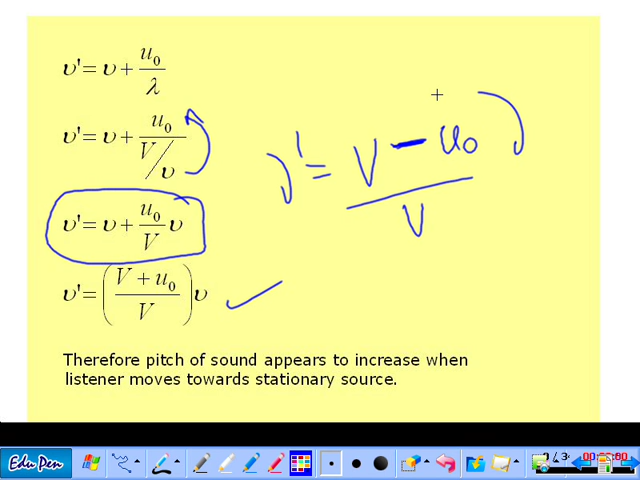 υ' = υ + u₀/λ
υ' = υ + u₀/(V/υ)
υ' = υ + (u₀/V) υ
υ' = ((V + u₀)/V) υ
ν' = (V - u₀)/V ν
Therefore pitch of sound appears to increase when
listener moves towards stationary source.
Edu Pen